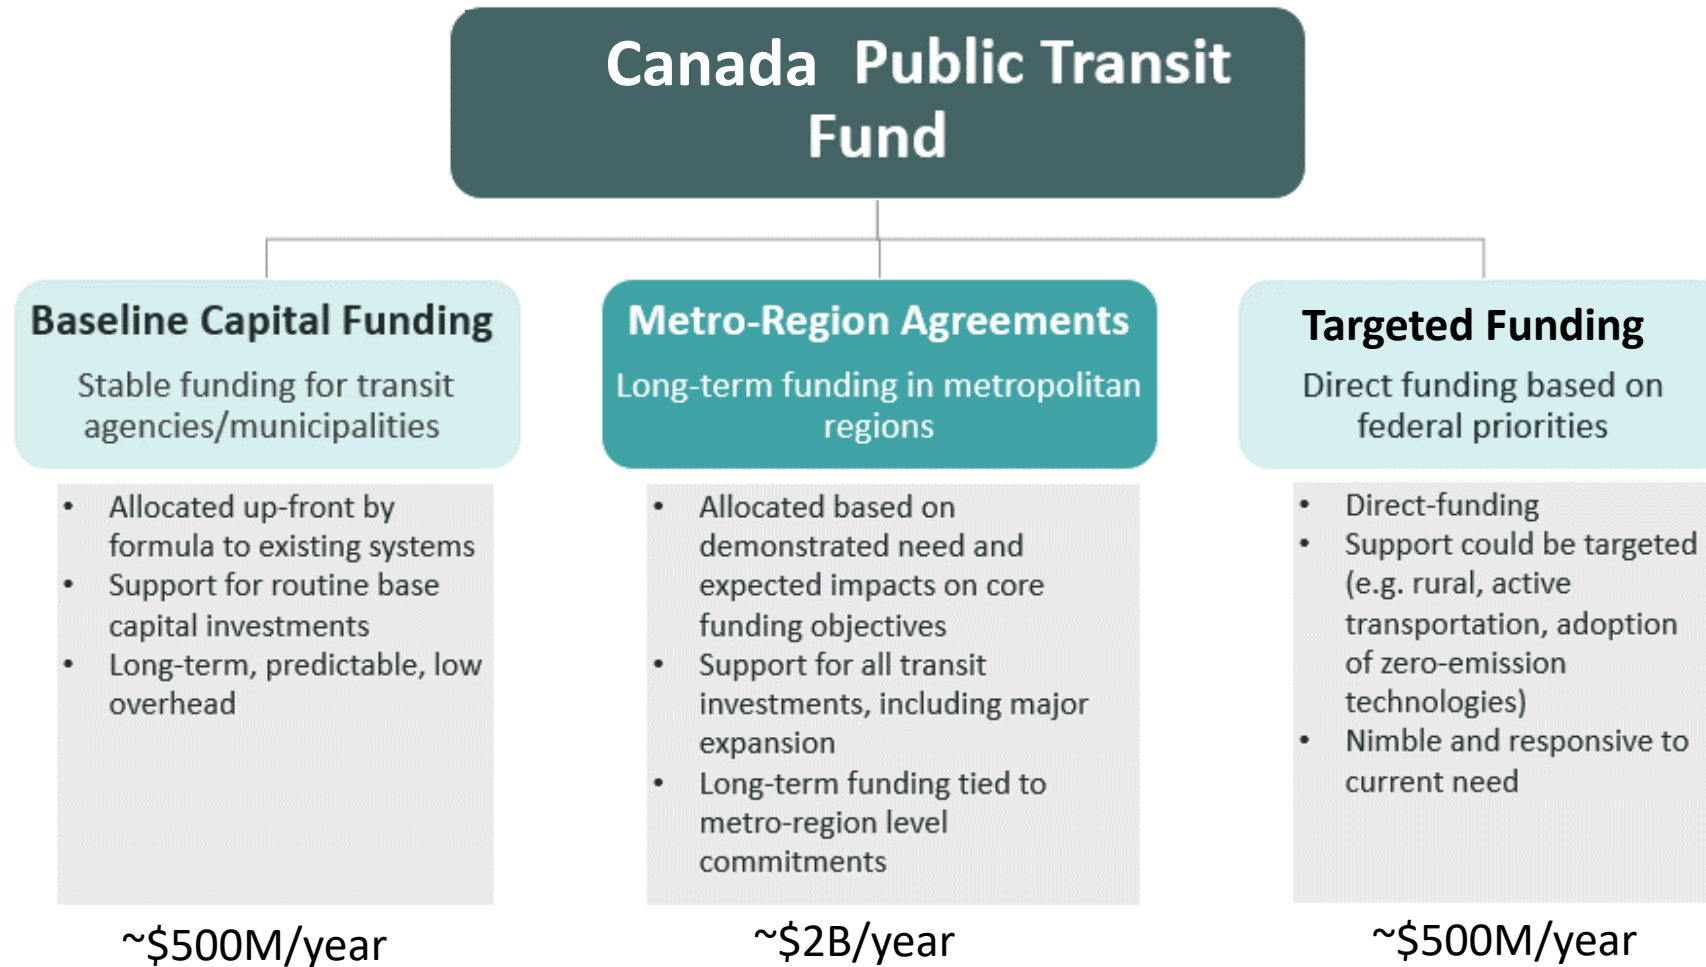 Canada Public Transit
Fund
Baseline Capital Funding
Stable funding for transit
agencies/municipalities
• Allocated up-front by
formula to existing systems
• Support for routine base
capital investments
• Long-term, predictable, low
overhead
~$500M/year
Metro-Region Agreements
Long-term funding in metropolitan
regions
• Allocated based on
demonstrated need and
expected impacts on core
funding objectives
• Support for all transit
investments, including major
expansion
• Long-term funding tied to
metro-region level
commitments
~$2B/year
Targeted Funding
Direct funding based on
federal priorities
• Direct-funding
• Support could be targeted
(e.g. rural, active
transportation, adoption
of zero-emission
technologies)
• Nimble and responsive to
current need
~$500M/year